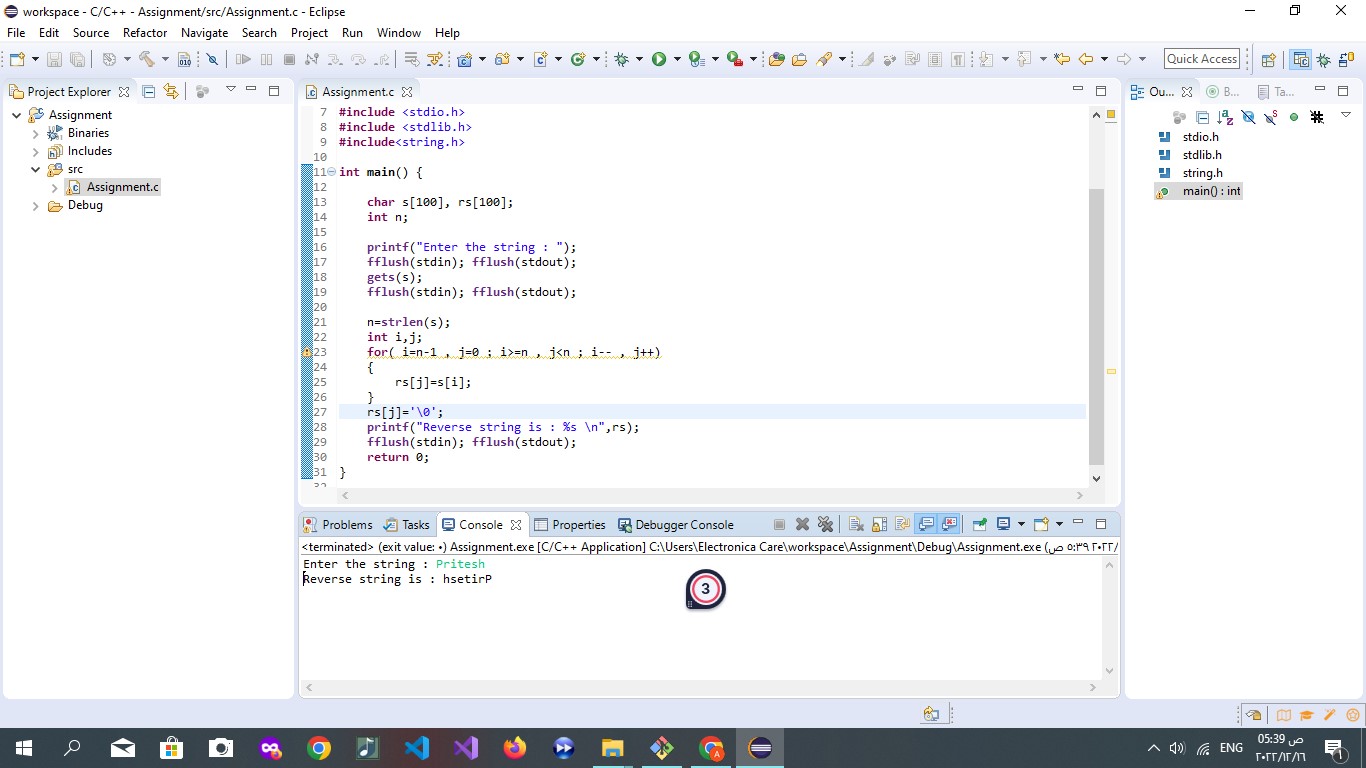 workspace - C/C++ - Assignment/src/Assignment.c - Eclipse
File Edit Source Refactor Navigate Search Project Run Window Help
Quick Access
Project Explorer
Assignment
Binaries
Includes
src
Assignment.c
Debug
Assignment.c
7 #include <stdio.h>
8 #include <stdlib.h>
9 #include<string.h>
10
11 int main() {
12
13 char s[100], rs[100];
14 int n;
15
16 printf("Enter the string : ");
17 fflush(stdin); fflush(stdout);
18 gets(s);
19 fflush(stdin); fflush(stdout);
20
21 n=strlen(s);
22 int i,j;
23 for( i=n-1 , j=0 ; i>=n , j<n ; i-- , j++)
24 {
25 rs[j]=s[i];
26 }
27 rs[j]='\0';
28 printf("Reverse string is : %s \n",rs);
29 fflush(stdin); fflush(stdout);
30 return 0;
31 }
Ou... B... Ta...
stdio.h
stdlib.h
string.h
main() : int
Problems Tasks Console Properties Debugger Console
<terminated> (exit value: ٠) Assignment.exe [C/C++ Application] C:\Users\Electronica Care\workspace\Assignment\Debug\Assignment.exe (ص ٥:٣٩ ٢٠٢٢/
Enter the string : Pritesh
Reverse string is : hsetirP
3
ENG
05:39 ص
٢٠٢٢/١٢/١٦
1